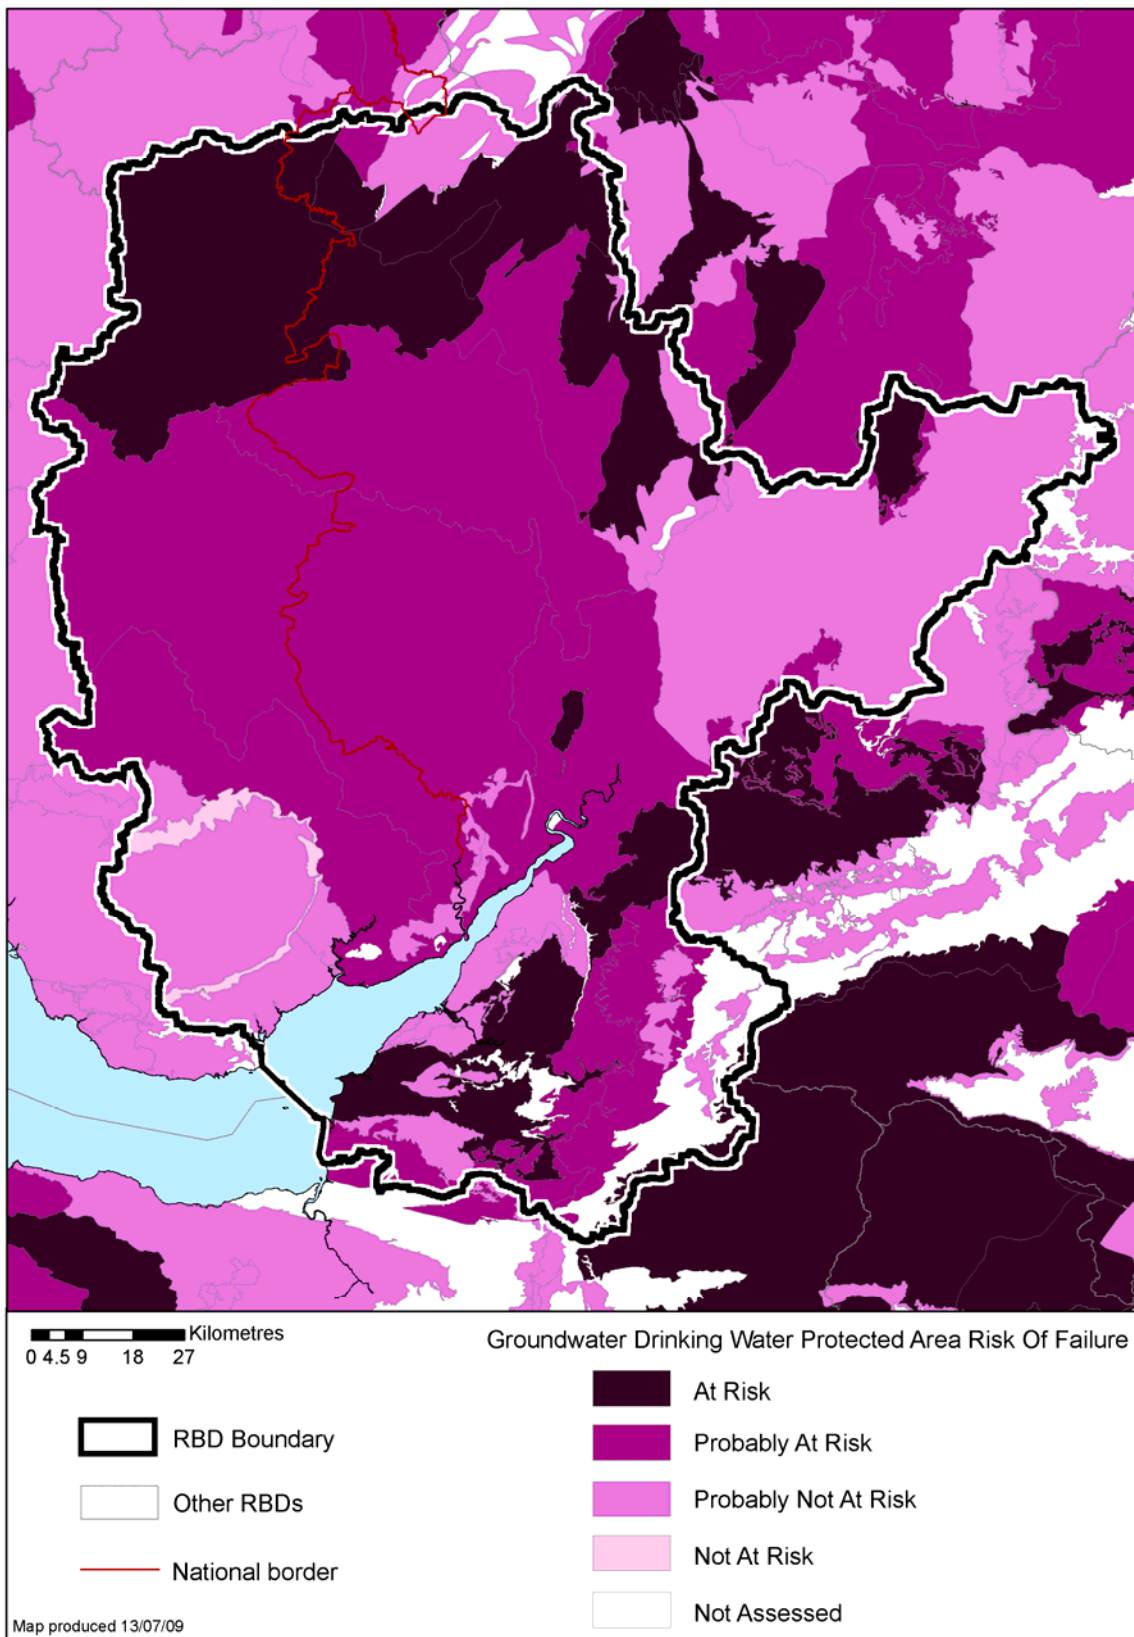 Kilometres
0 4.5 9 18 27
RBD Boundary
Other RBDs
National border
Map produced 13/07/09
Groundwater Drinking Water Protected Area Risk Of Failure
At Risk
Probably At Risk
Probably Not At Risk
Not At Risk
Not Assessed